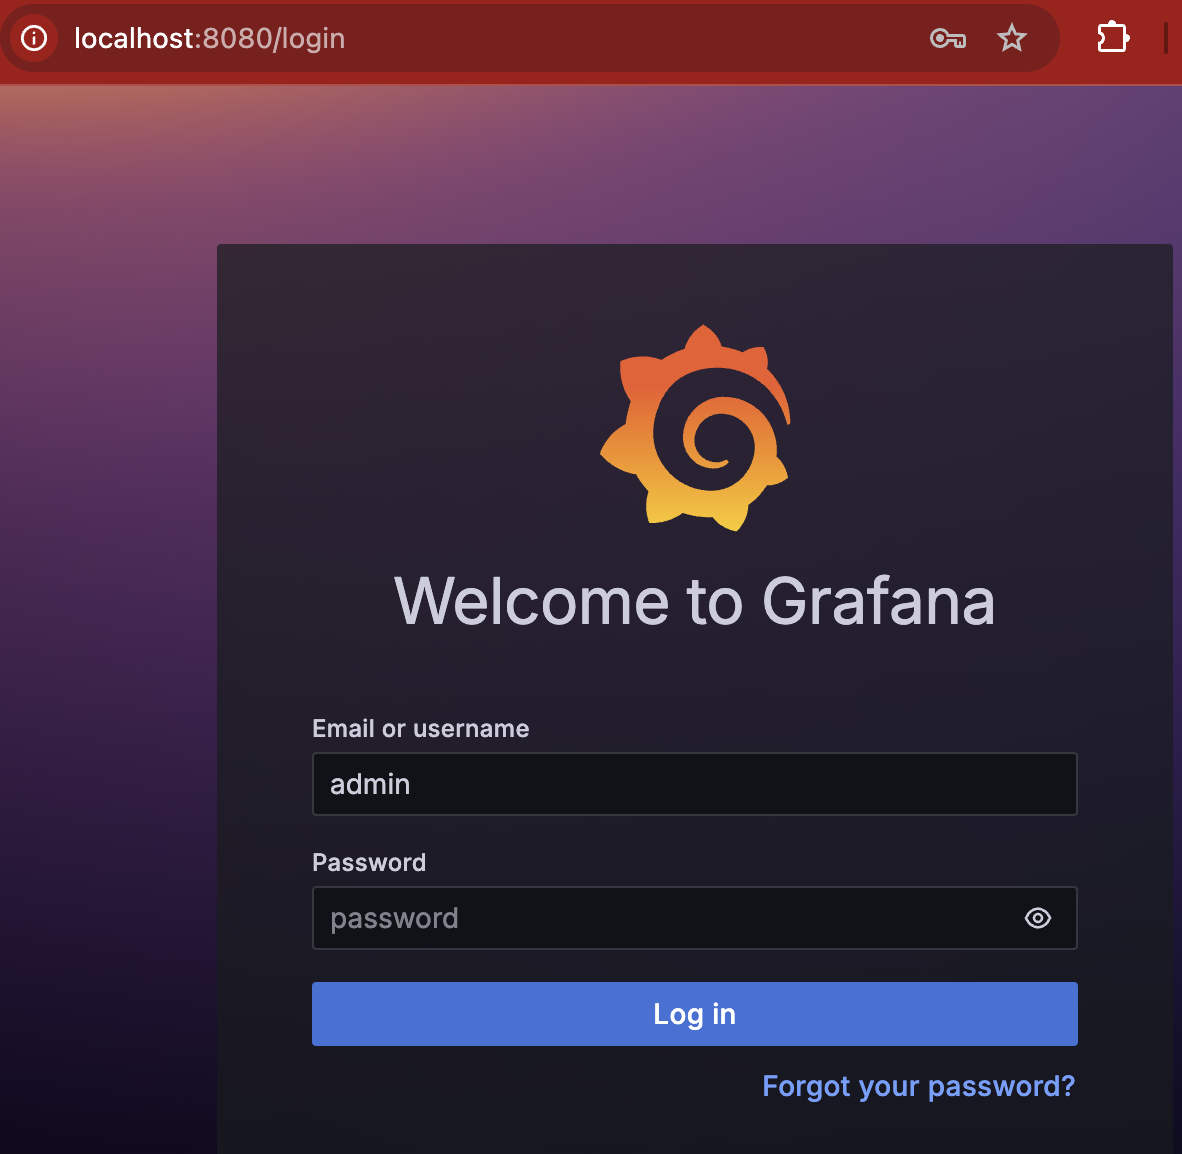 localhost:8080/login
Welcome to Grafana
Email or username
admin
Password
password
Log in
Forgot your password?